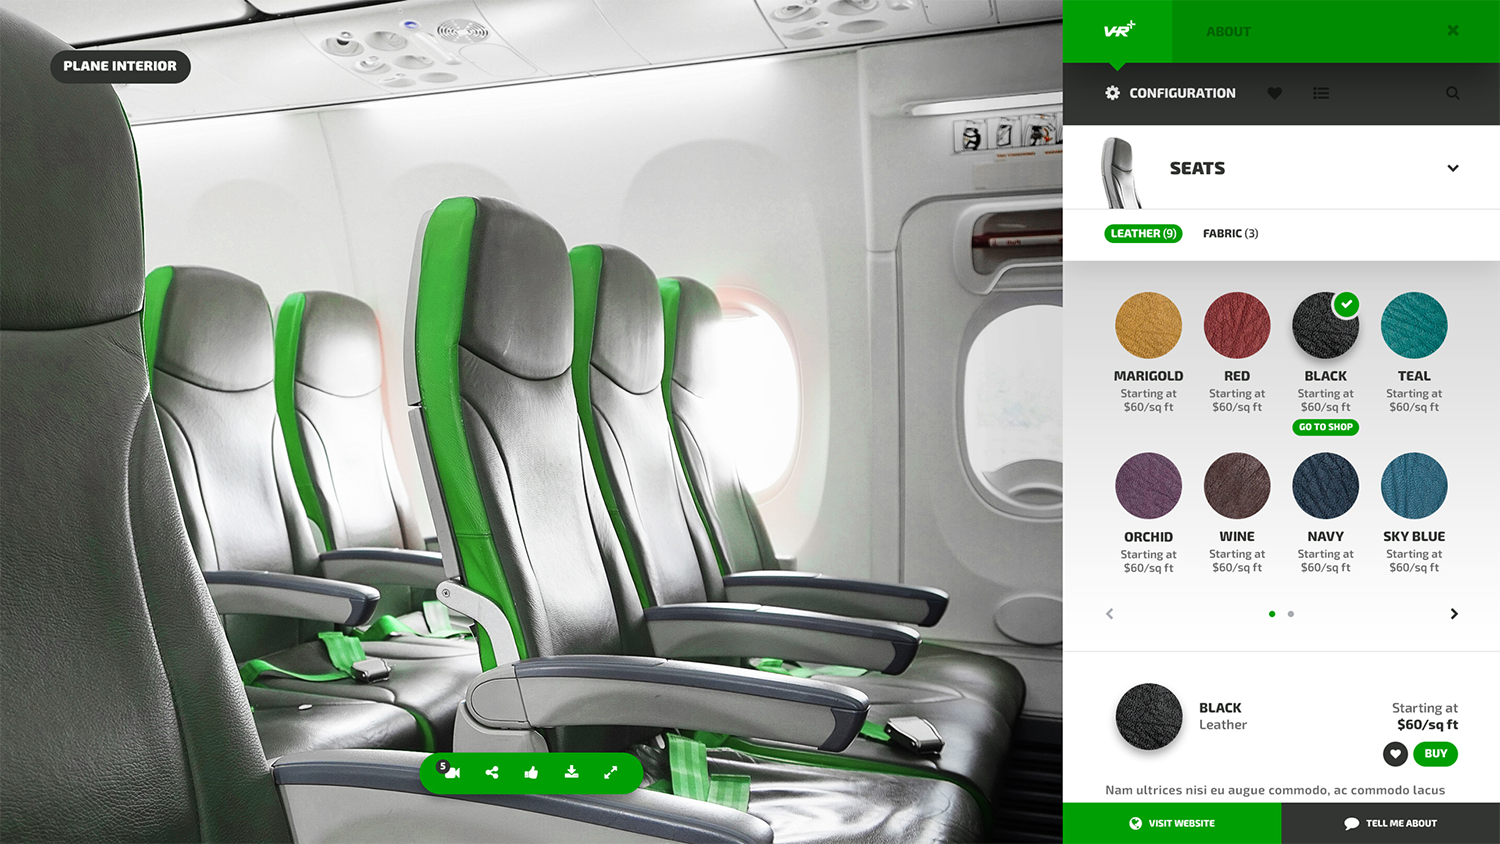 PLANE INTERIOR
VR+
ABOUT
CONFIGURATION
SEATS
LEATHER (9)
FABRIC (3)
MARIGOLD
Starting at
$60/sq ft
RED
Starting at
$60/sq ft
BLACK
Starting at
$60/sq ft
GO TO SHOP
TEAL
Starting at
$60/sq ft
ORCHID
Starting at
$60/sq ft
WINE
Starting at
$60/sq ft
NAVY
Starting at
$60/sq ft
SKY BLUE
Starting at
$60/sq ft
BLACK
Leather
Starting at
$60/sq ft
BUY
Nam ultrices nisi eu augue commodo, ac commodo lacus
5
VISIT WEBSITE
TELL ME ABOUT